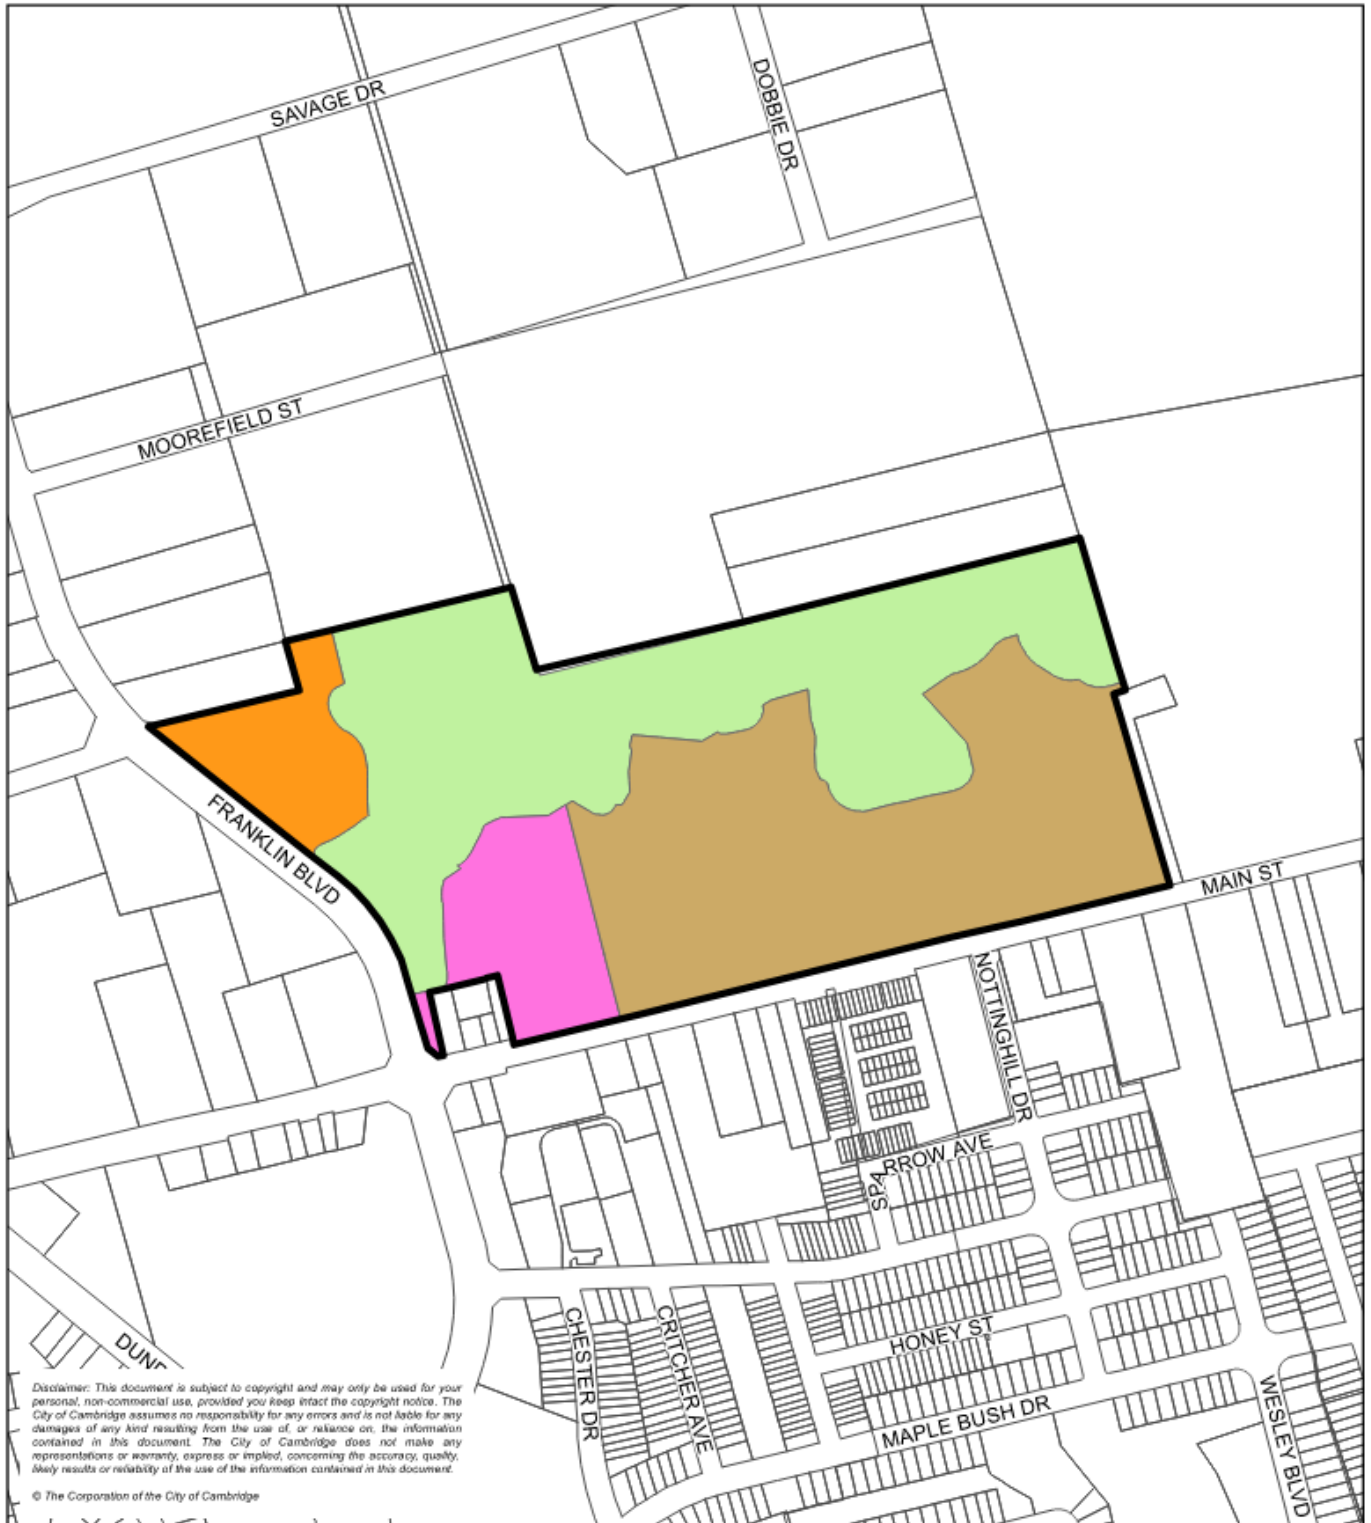 SAVAGE DR
DOBBIE DR
MOOREFIELD ST
FRANKLIN BLVD
MAIN ST
NOTTINGHILL DR
SPARROW AVE
CHESTER DR
CRITCHER AVE
HONEY ST
MAPLE BUSH DR
WESLEY BLVD
Disclaimer: This document is subject to copyright and may only be used for your
personal, non-commercial use, provided you keep intact the copyright notice. The
City of Cambridge assumes no responsibility for any errors and is not liable for any
damages of any kind resulting from the use of, or reliance on, the information
contained in this document. The City of Cambridge does not make any
representations or warranty, express or implied, concerning the accuracy, quality,
likely results or reliability of the use of the information contained in this document.
© The Corporation of the City of Cambridge